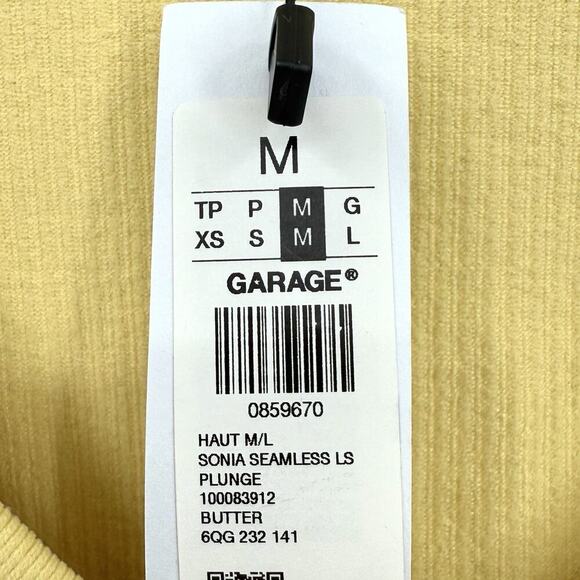 M
TP P M G
XS S M L
GARAGE®
0859670
HAUT M/L
SONIA SEAMLESS LS
PLUNGE
100083912
BUTTER
6QG 232 141